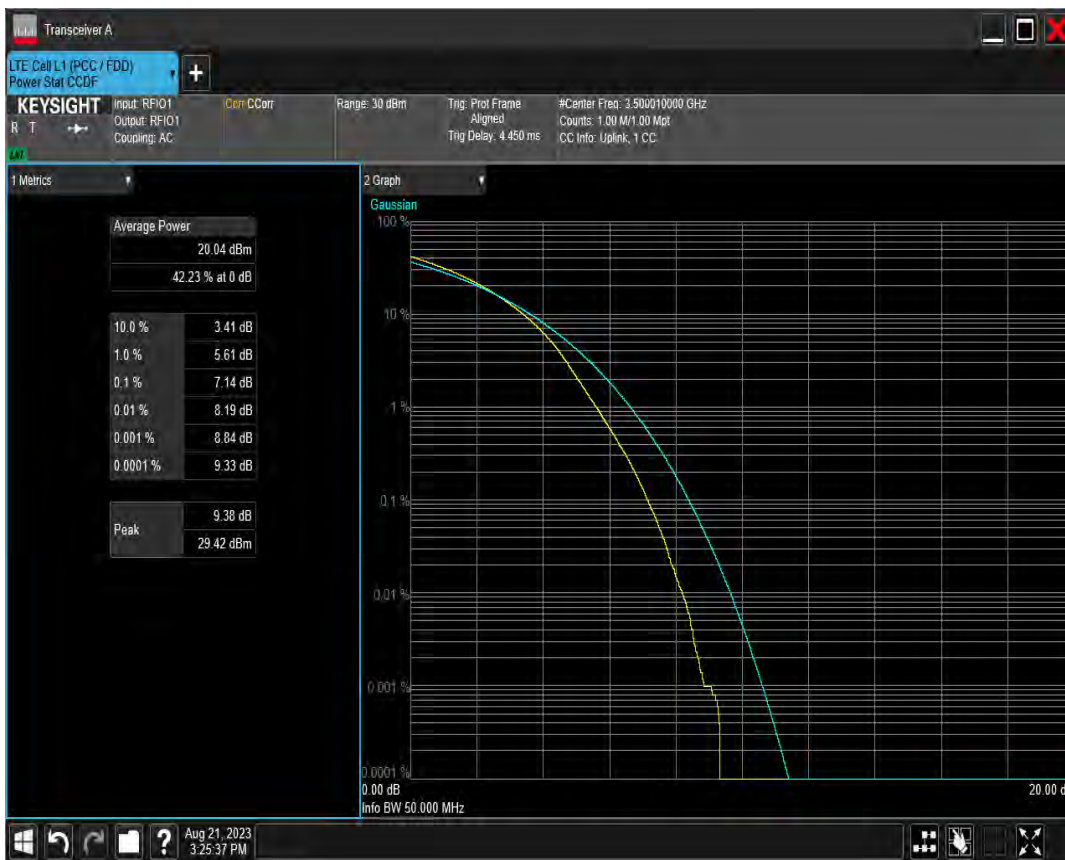 Transceiver A
LTE Cell L1 (PCC / FDD)
Power Stat CCDF
KEYSIGHT
R T
LNI
Input: RFIO1
Output: RFIO1
Coupling: AC
Corr CCorr
Range: 30 dBm
Trig: Prot Frame
Aligned
Trig Delay: 4.450 ms
#Center Freq: 3.500010000 GHz
Counts: 1.00 M/1.00 Mpt
CC Info: Uplink, 1 CC
1 Metrics
Average Power
20.04 dBm
42.23 % at 0 dB
10.0 % 3.41 dB
1.0 % 5.61 dB
0.1 % 7.14 dB
0.01 % 8.19 dB
0.001 % 8.84 dB
0.0001 % 9.33 dB
Peak
9.38 dB
29.42 dBm
2 Graph
Gaussian
100 %
10 %
1 %
0.1 %
0.01 %
0.001 %
0.0001 %
0.00 dB
20.00 d
Info BW 50.000 MHz
?
Aug 21, 2023
3:25:37 PM